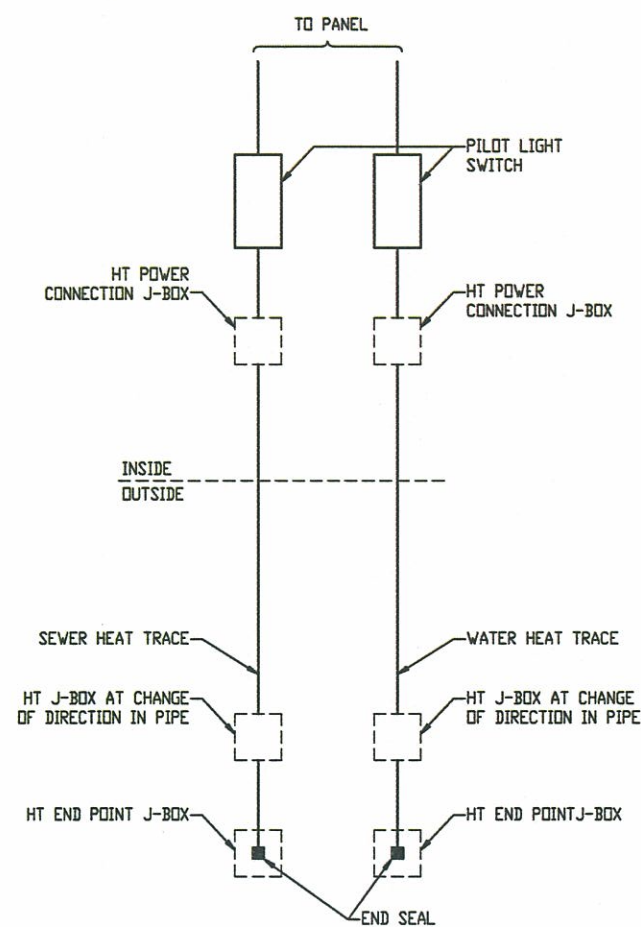 TO PANEL
PILOT LIGHT
SWITCH
HT POWER
CONNECTION J-BOX
HT POWER
CONNECTION J-BOX
INSIDE
OUTSIDE
SEWER HEAT TRACE
WATER HEAT TRACE
HT J-BOX AT CHANGE
OF DIRECTION IN PIPE
HT J-BOX AT CHANGE
OF DIRECTION IN PIPE
HT END POINT J-BOX
HT END POINTJ-BOX
END SEAL